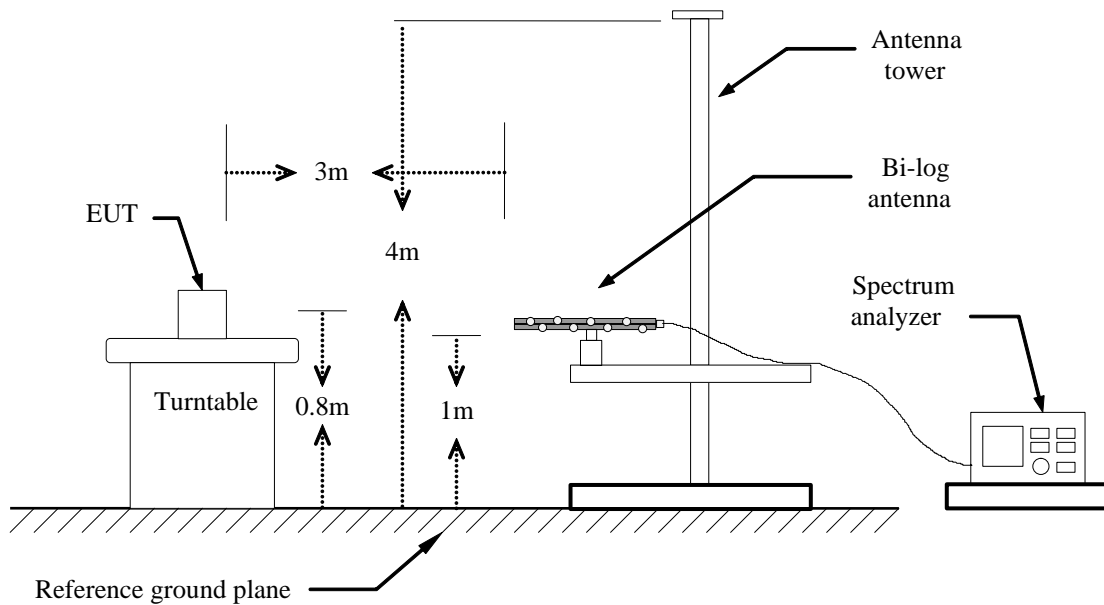 Antenna
tower
3m
Bi-log
antenna
EUT
4m
Spectrum
analyzer
Turntable
0.8m
1m
Reference ground plane